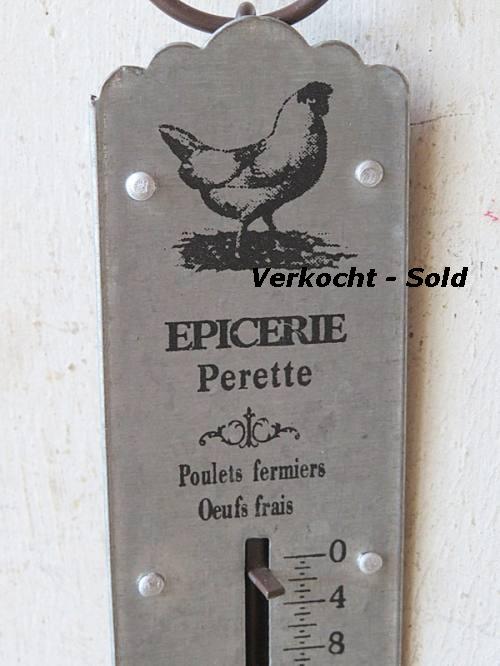 Verkocht - Sold
EPICERIE
Perette
Poulets fermiers
Oeufs frais
0
4
8